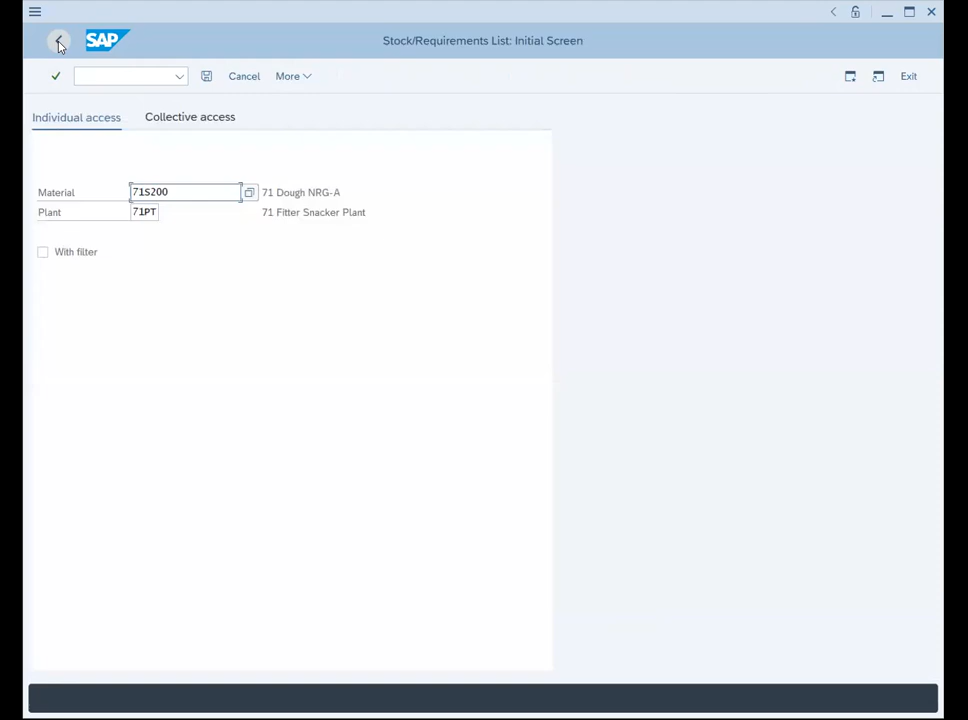 SAP
Stock/Requirements List: Initial Screen
Cancel
More
Exit
Individual access
Collective access
Material
71S200
71 Dough NRG-A
Plant
71PT
71 Fitter Snacker Plant
With filter